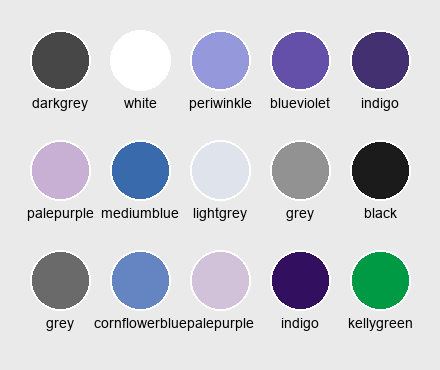 darkgrey white periwinkle blueviolet indigo
palepurple mediumblue lightgrey grey black
grey cornflowerblue palepurple indigo kellygreen